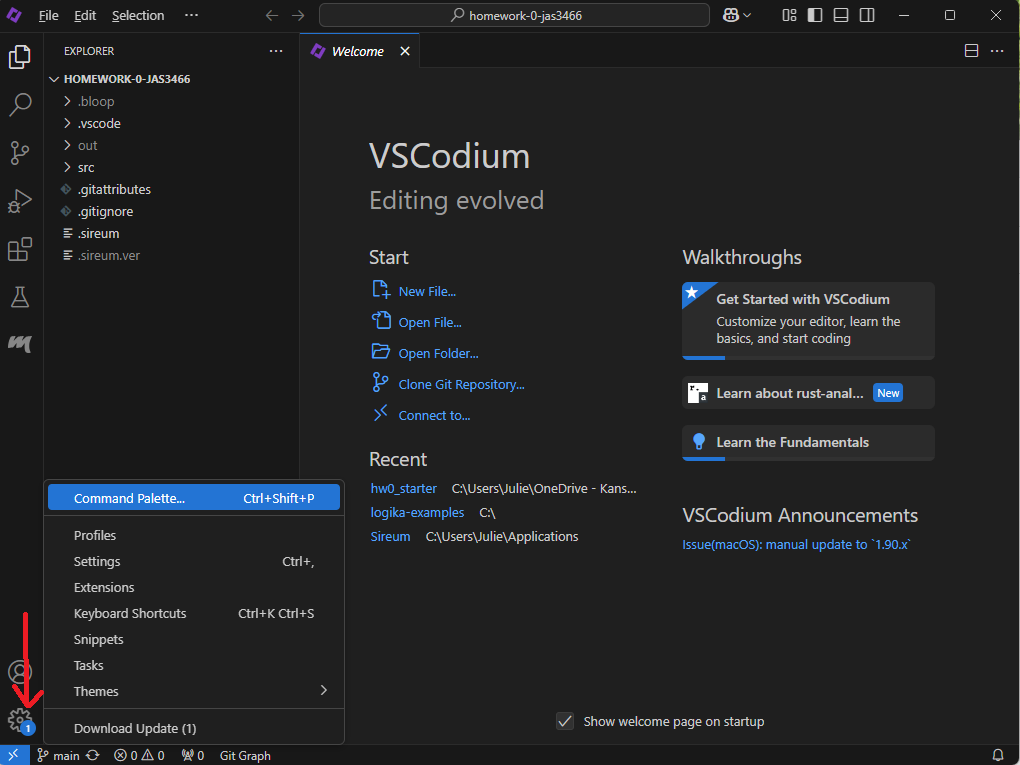 File Edit Selection ··· homework-0-jas3466
EXPLORER ···
Welcome
HOMEWORK-0-JAS3466
.bloop
.vscode
out
src
.gitattributes
.gitignore
.sireum
.sireum.ver
VSCodium
Editing evolved
Start
New File...
Open File...
Open Folder...
Clone Git Repository...
Connect to...
Recent
hw0_starter C:\Users\Julie\OneDrive - Kans...
logika-examples C:\
Sireum C:\Users\Julie\Applications
Walkthroughs
Get Started with VSCodium
Customize your editor, learn the
basics, and start coding
r.
a
Learn about rust-anal... New
Learn the Fundamentals
VSCodium Announcements
Issue(macOS): manual update to `1.90.x`
Show welcome page on startup
Command Palette... Ctrl+Shift+P
Profiles
Settings Ctrl+,
Extensions
Keyboard Shortcuts Ctrl+K Ctrl+S
Snippets
Tasks
Themes
Download Update (1)
1
main 0 0 0 Git Graph